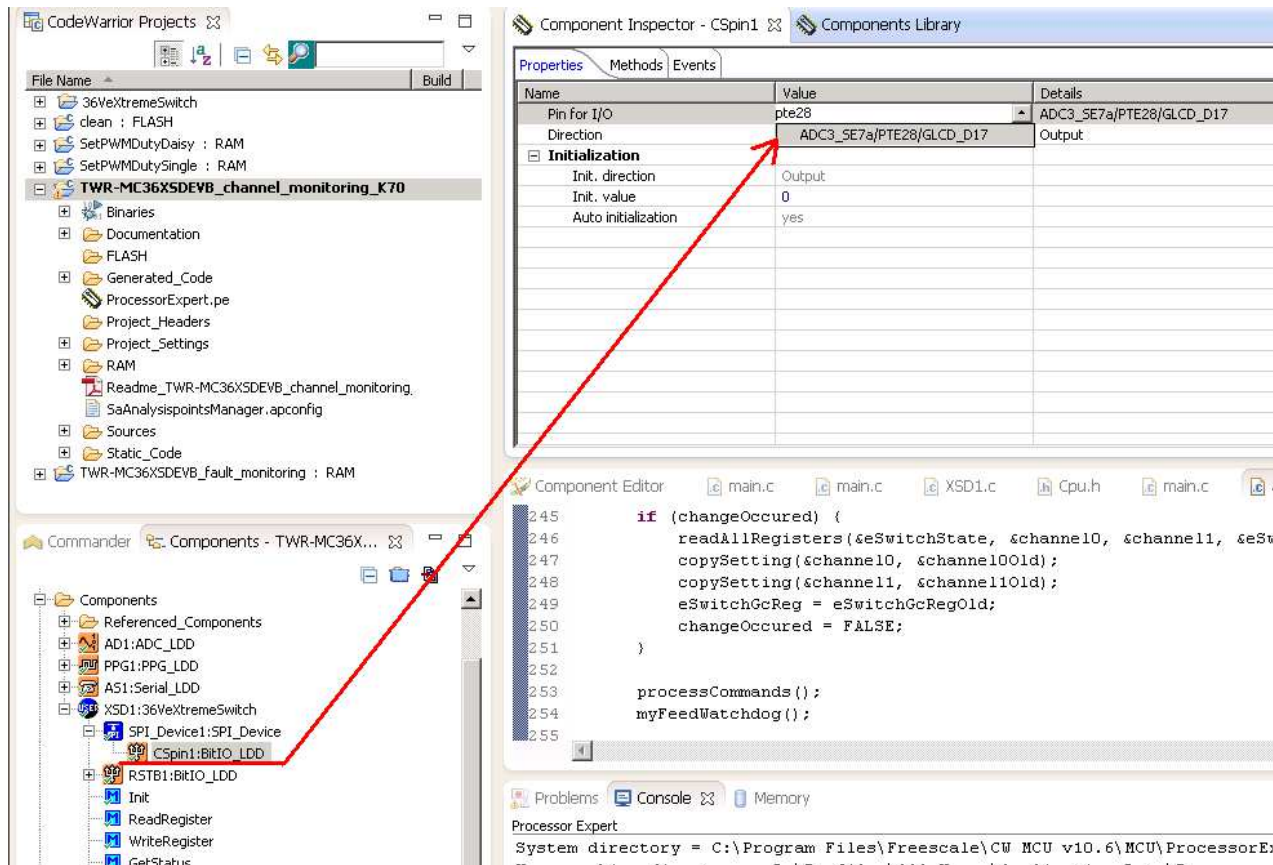 CodeWarrior Projects
File Name Build
36VeXtremeSwitch
clean : FLASH
SetPWMDutyDaisy : RAM
SetPWMDutySingle : RAM
TWR-MC36XSDEVB_channel_monitoring_K70
Binaries
Documentation
FLASH
Generated_Code
ProcessorExpert.pe
Project_Headers
Project_Settings
RAM
Readme_TWR-MC36XSDEVB_channel_monitoring.
SaAnalysispointsManager.apconfig
Sources
Static_Code
TWR-MC36XSDEVB_fault_monitoring : RAM
Commander Components - TWR-MC36X...
Components
Referenced_Components
AD1:ADC_LDD
PPG1:PPG_LDD
AS1:Serial_LDD
XSD1:36VeXtremeSwitch
SPI_Device1:SPI_Device
CSpin1:BitIO_LDD
RSTB1:BitIO_LDD
Init
ReadRegister
WriteRegister
GetStatus
Component Inspector - CSpin1 Components Library
Properties Methods Events
Name Value Details
Pin for I/O pte28 ADC3_SE7a/PTE28/GLCD_D17
Direction ADC3_SE7a/PTE28/GLCD_D17 Output
Initialization
Init. direction Output
Init. value 0
Auto initialization yes
Component Editor main.c main.c XSD1.c Cpu.h main.c
245 if (changeOccured) {
246 readAllRegisters(&eSwitchState, &channel0, &channel1, &eSw
247 copySetting(&channel0, &channel0Old);
248 copySetting(&channel1, &channel1Old);
249 eSwitchGcReg = eSwitchGcRegOld;
250 changeOccured = FALSE;
251 }
252
253 processCommands();
254 myFeedWatchdog();
255
Problems Console Memory
Processor Expert
System directory = C:\Program Files\Freescale\CW MCU v10.6\MCU\ProcessorEx